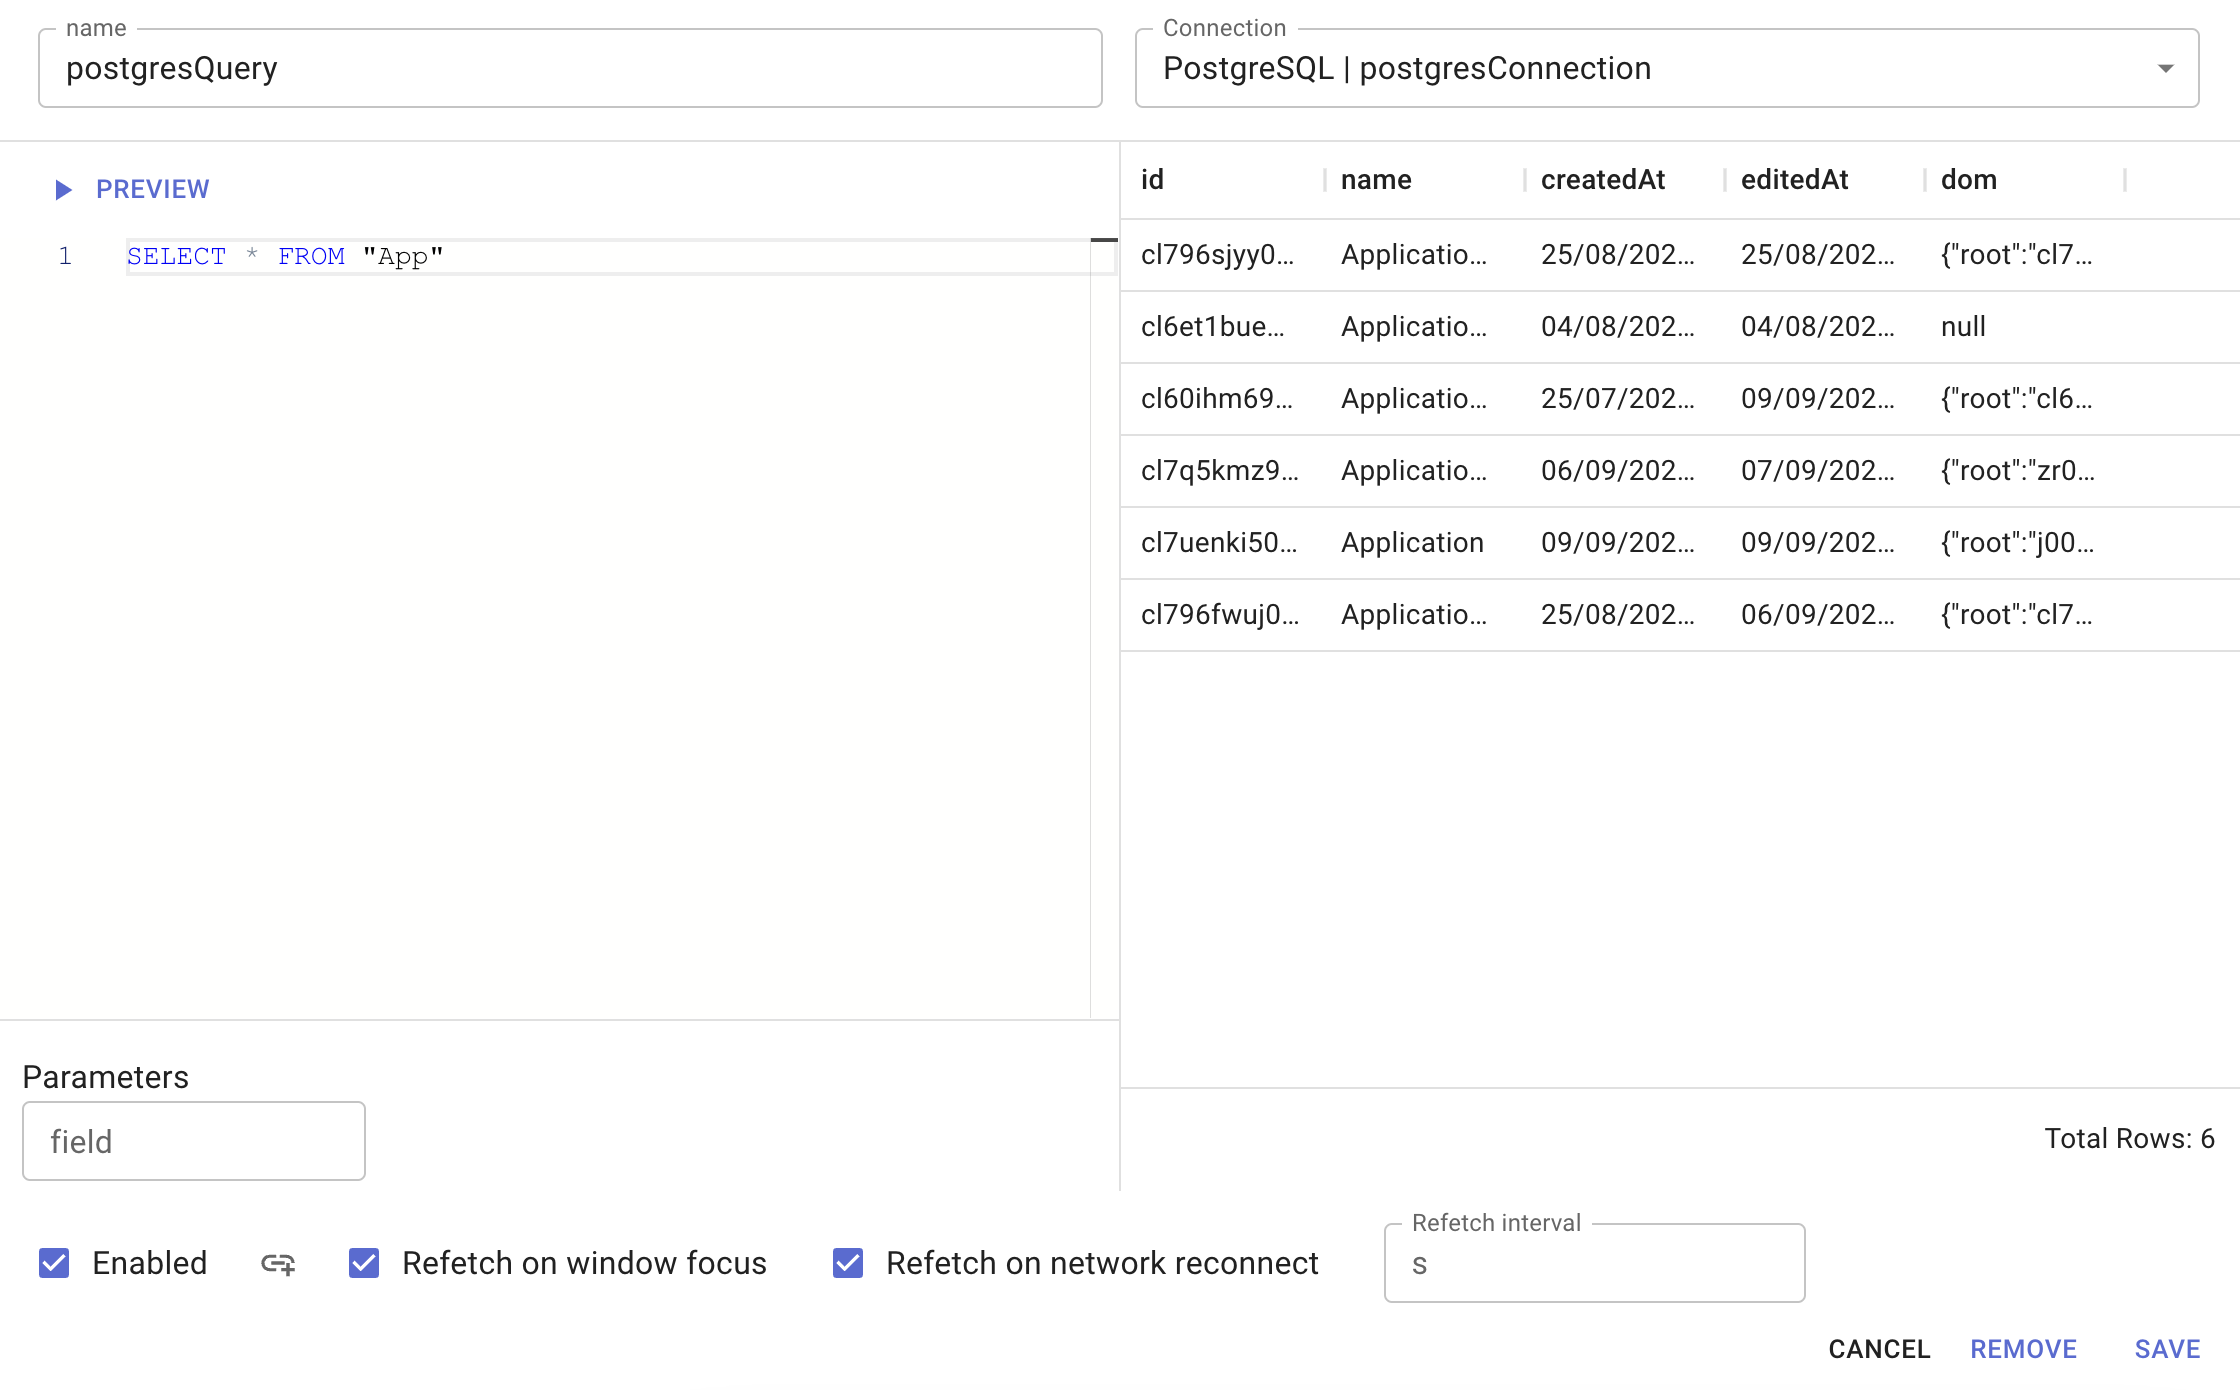 name
postgresQuery
Connection
PostgreSQL | postgresConnection
PREVIEW
1 SELECT * FROM "App"
id name createdAt editedAt dom
cl796sjyy0... Applicatio... 25/08/202... 25/08/202... {"root":"cl7...
cl6et1bue... Applicatio... 04/08/202... 04/08/202... null
cl60ihm69... Applicatio... 25/07/202... 09/09/202... {"root":"cl6...
cl7q5kmz9... Applicatio... 06/09/202... 07/09/202... {"root":"zr0...
cl7uenki50... Application 09/09/202... 09/09/202... {"root":"j00...
cl796fwuj0... Applicatio... 25/08/202... 06/09/202... {"root":"cl7...
Parameters
field
Total Rows: 6
Enabled
Refetch on window focus
Refetch on network reconnect
Refetch interval
s
CANCEL REMOVE SAVE